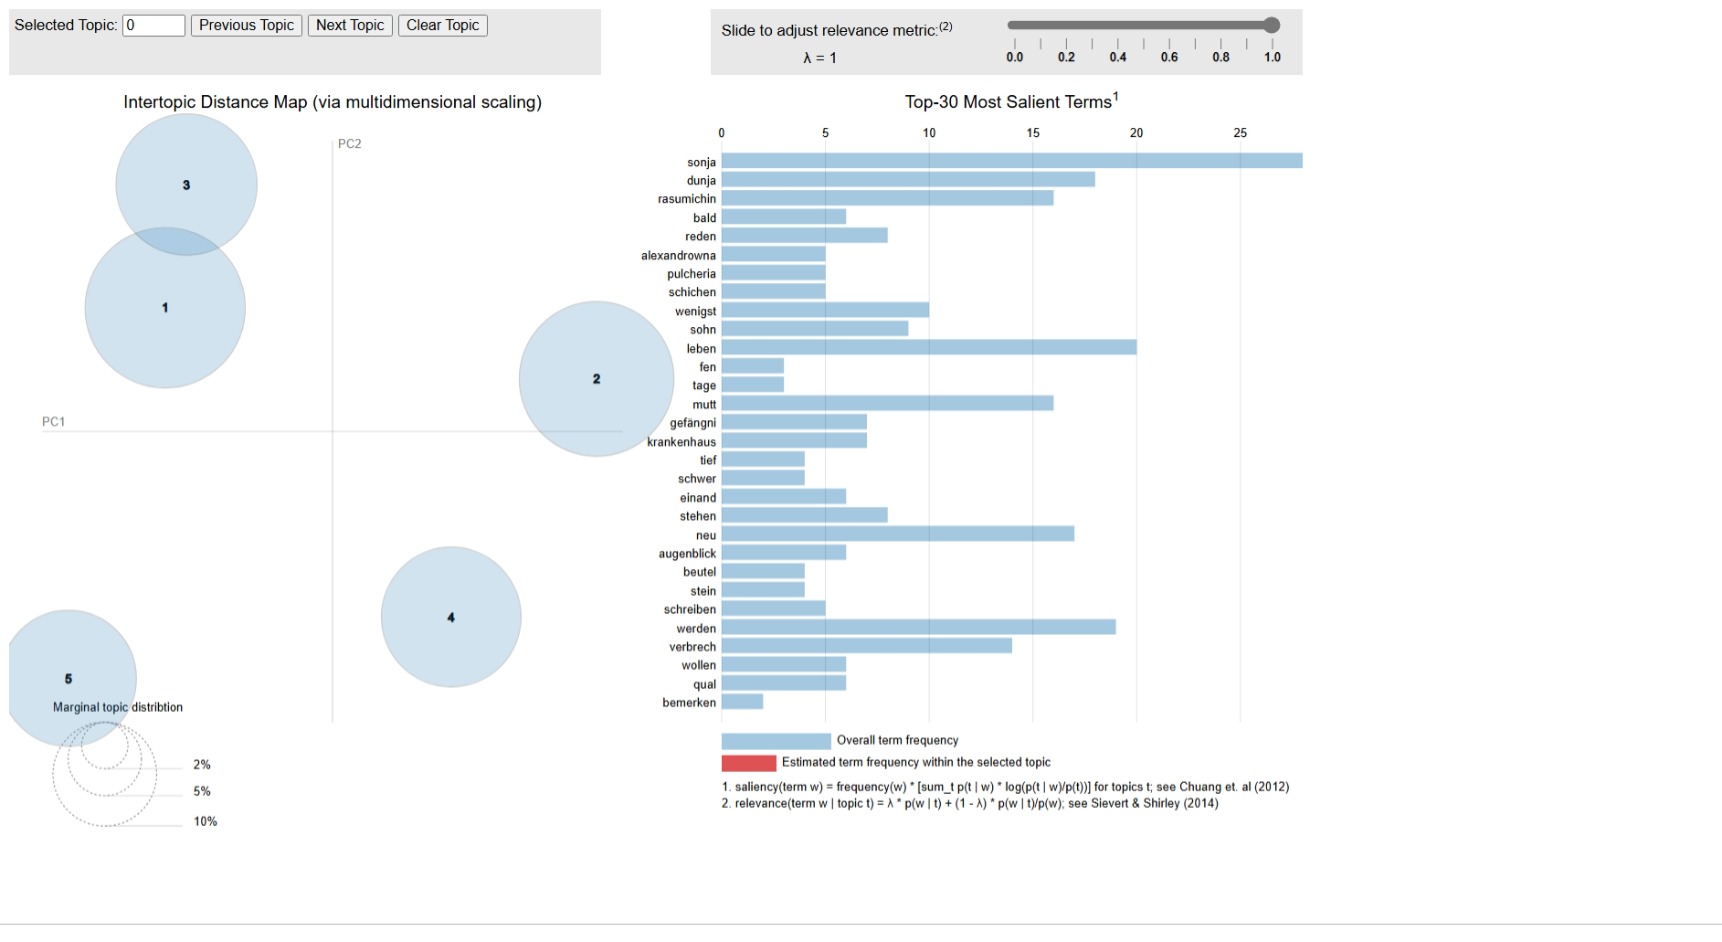 Selected Topic: 0 Previous Topic Next Topic Clear Topic
Slide to adjust relevance metric:(2)
λ = 1
0.0 0.2 0.4 0.6 0.8 1.0
Intertopic Distance Map (via multidimensional scaling)
PC2
3
1
2
PC1
4
5
Marginal topic distribtion
2%
5%
10%
Top-30 Most Salient Terms1
0 5 10 15 20 25
sonja
dunja
rasumichin
bald
reden
alexandrowna
pulcheria
schichen
wenigst
sohn
leben
fen
tage
mutt
gefängni
krankenhaus
tief
schwer
einand
stehen
neu
augenblick
beutel
stein
schreiben
werden
verbrech
wollen
qual
bemerken
Overall term frequency
Estimated term frequency within the selected topic
1. saliency(term w) = frequency(w) * [sum_t p(t | w) * log(p(t | w)/p(t))] for topics t; see Chuang et. al (2012)
2. relevance(term w | topic t) = λ * p(w | t) + (1 - λ) * p(w | t)/p(w); see Sievert & Shirley (2014)